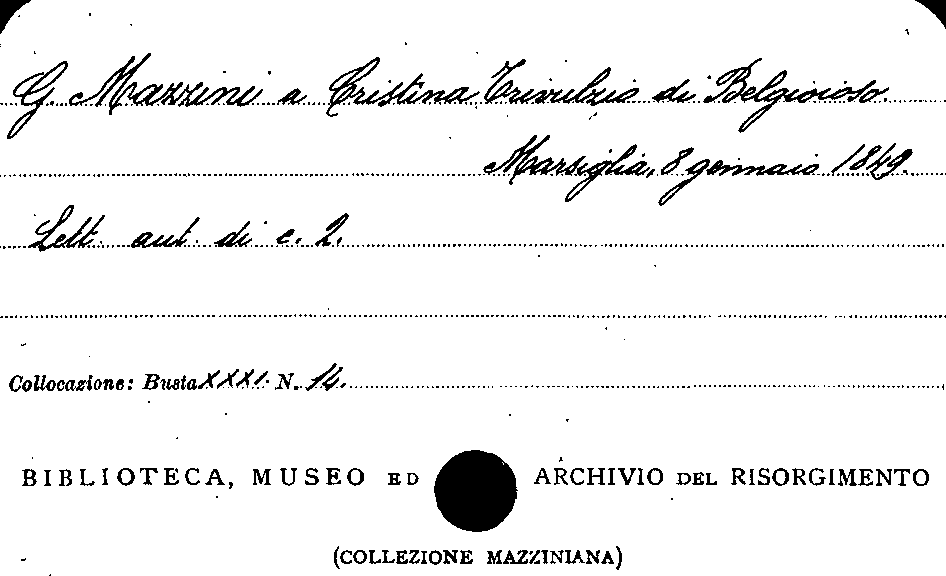 G. Mazzini a Cristina Trivulzio di Belgioioso.
Marsiglia, 8 gennaio 1849.
Lett. aut. di c. 2.
Collocazione: Busta XXXI. N. 14.
BIBLIOTECA, MUSEO ED ARCHIVIO DEL RISORGIMENTO
(COLLEZIONE MAZZINIANA)